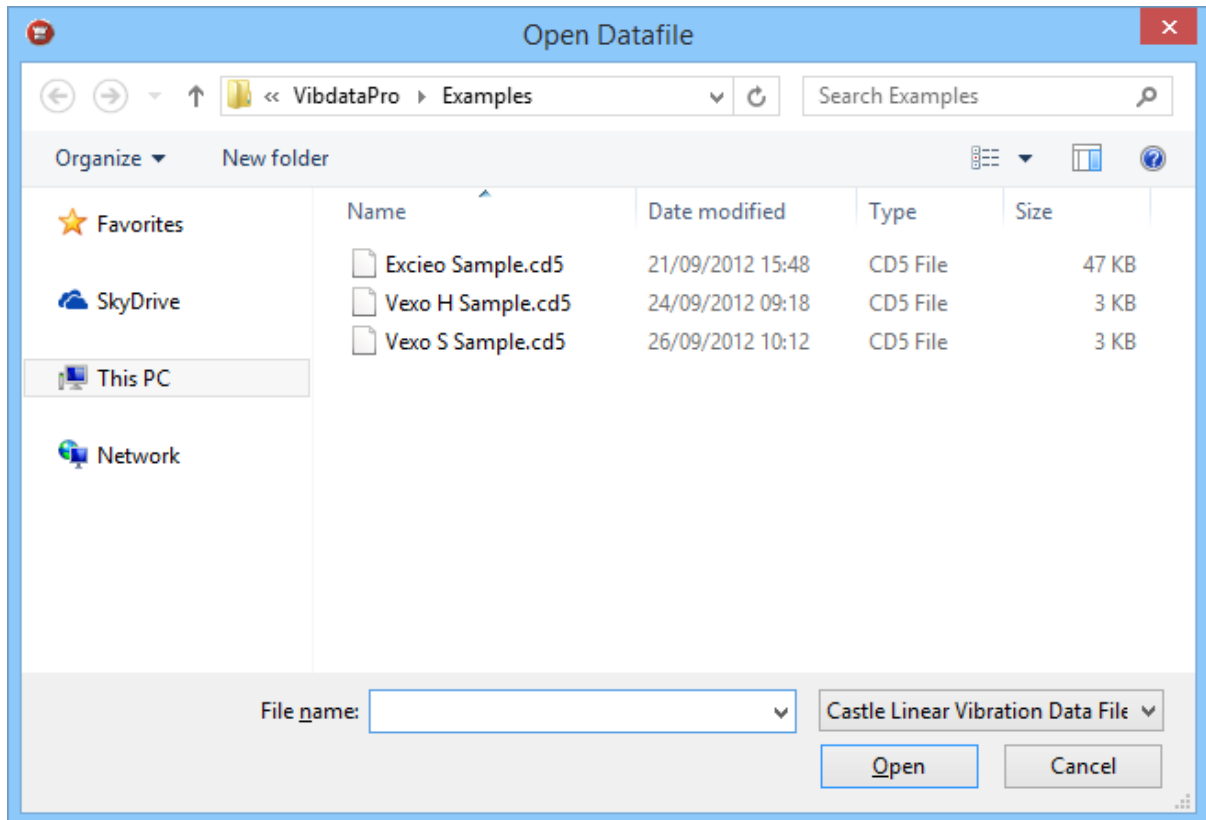 Open Datafile
« VibdataPro Examples
Search Examples
Organize New folder
Name Date modified Type Size
Favorites
SkyDrive
This PC
Network
Excieo Sample.cd5 21/09/2012 15:48 CD5 File 47 KB
Vexo H Sample.cd5 24/09/2012 09:18 CD5 File 3 KB
Vexo S Sample.cd5 26/09/2012 10:12 CD5 File 3 KB
File name:
Castle Linear Vibration Data File
Open Cancel